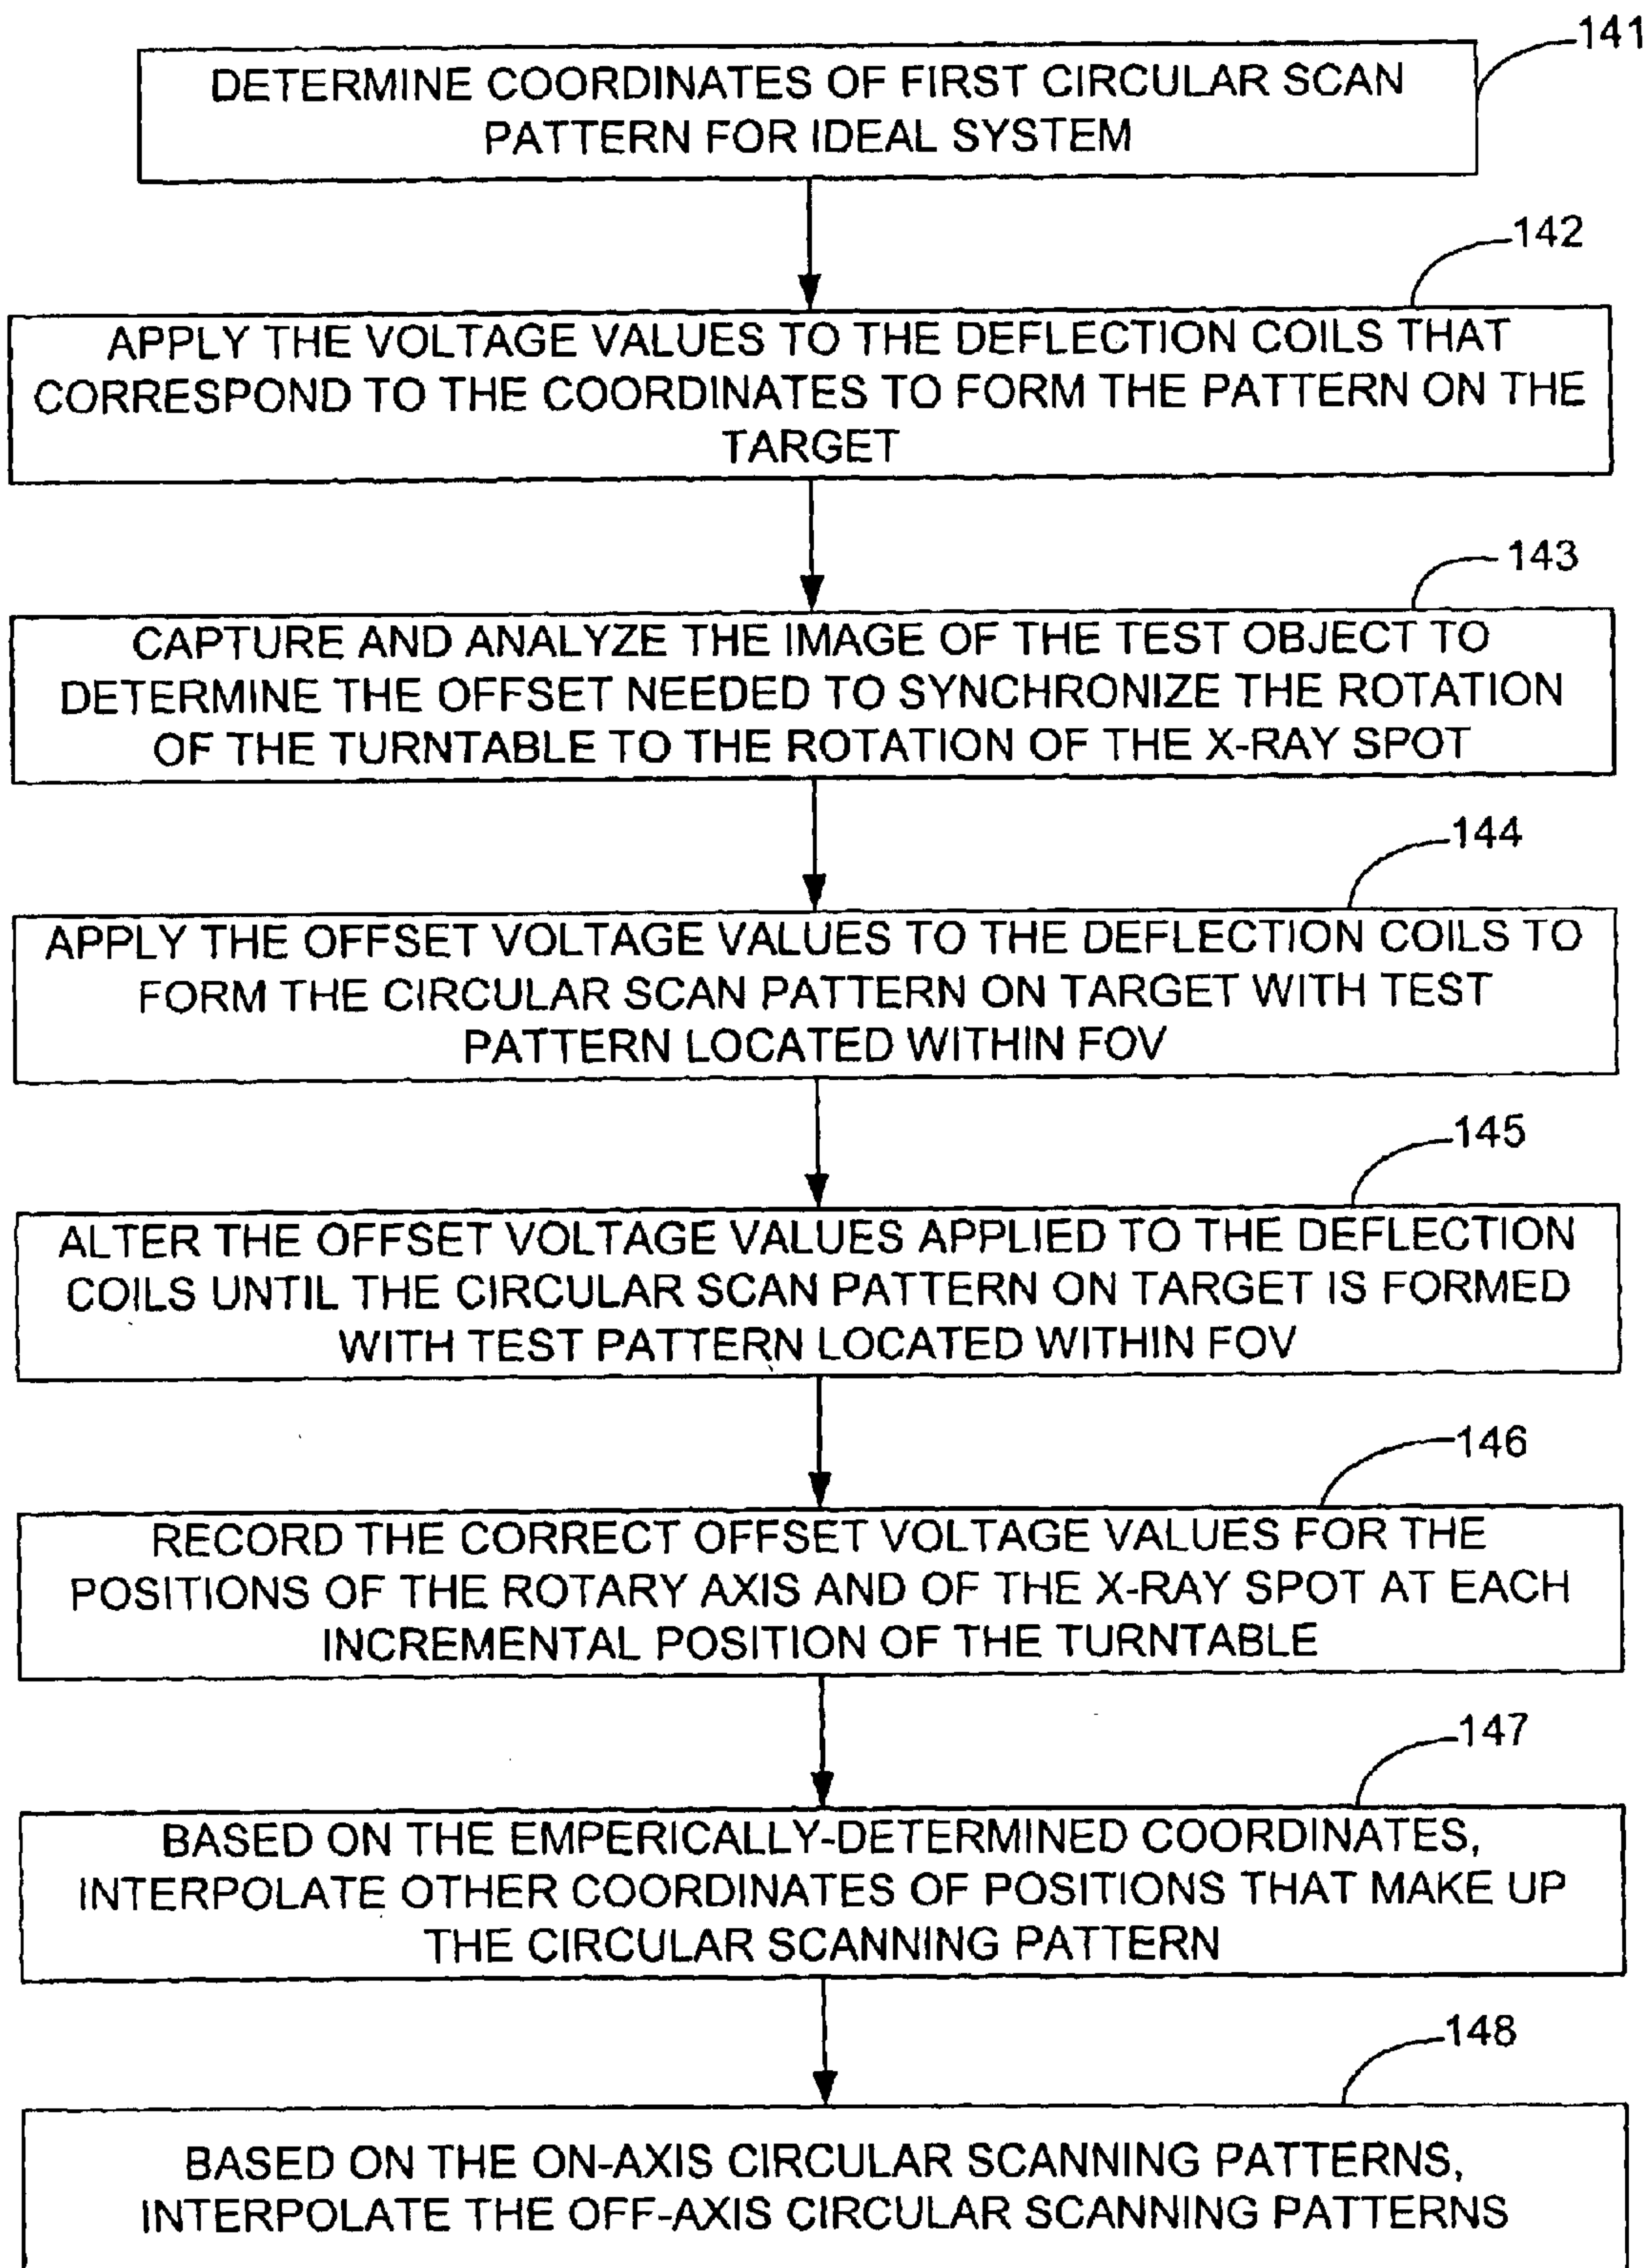 141
DETERMINE COORDINATES OF FIRST CIRCULAR SCAN
PATTERN FOR IDEAL SYSTEM
142
APPLY THE VOLTAGE VALUES TO THE DEFLECTION COILS THAT
CORRESPOND TO THE COORDINATES TO FORM THE PATTERN ON THE
TARGET
143
CAPTURE AND ANALYZE THE IMAGE OF THE TEST OBJECT TO
DETERMINE THE OFFSET NEEDED TO SYNCHRONIZE THE ROTATION
OF THE TURNTABLE TO THE ROTATION OF THE X-RAY SPOT
144
APPLY THE OFFSET VOLTAGE VALUES TO THE DEFLECTION COILS TO
FORM THE CIRCULAR SCAN PATTERN ON TARGET WITH TEST
PATTERN LOCATED WITHIN FOV
145
ALTER THE OFFSET VOLTAGE VALUES APPLIED TO THE DEFLECTION
COILS UNTIL THE CIRCULAR SCAN PATTERN ON TARGET IS FORMED
WITH TEST PATTERN LOCATED WITHIN FOV
146
RECORD THE CORRECT OFFSET VOLTAGE VALUES FOR THE
POSITIONS OF THE ROTARY AXIS AND OF THE X-RAY SPOT AT EACH
INCREMENTAL POSITION OF THE TURNTABLE
147
BASED ON THE EMPERICALLY-DETERMINED COORDINATES,
INTERPOLATE OTHER COORDINATES OF POSITIONS THAT MAKE UP
THE CIRCULAR SCANNING PATTERN
148
BASED ON THE ON-AXIS CIRCULAR SCANNING PATTERNS,
INTERPOLATE THE OFF-AXIS CIRCULAR SCANNING PATTERNS